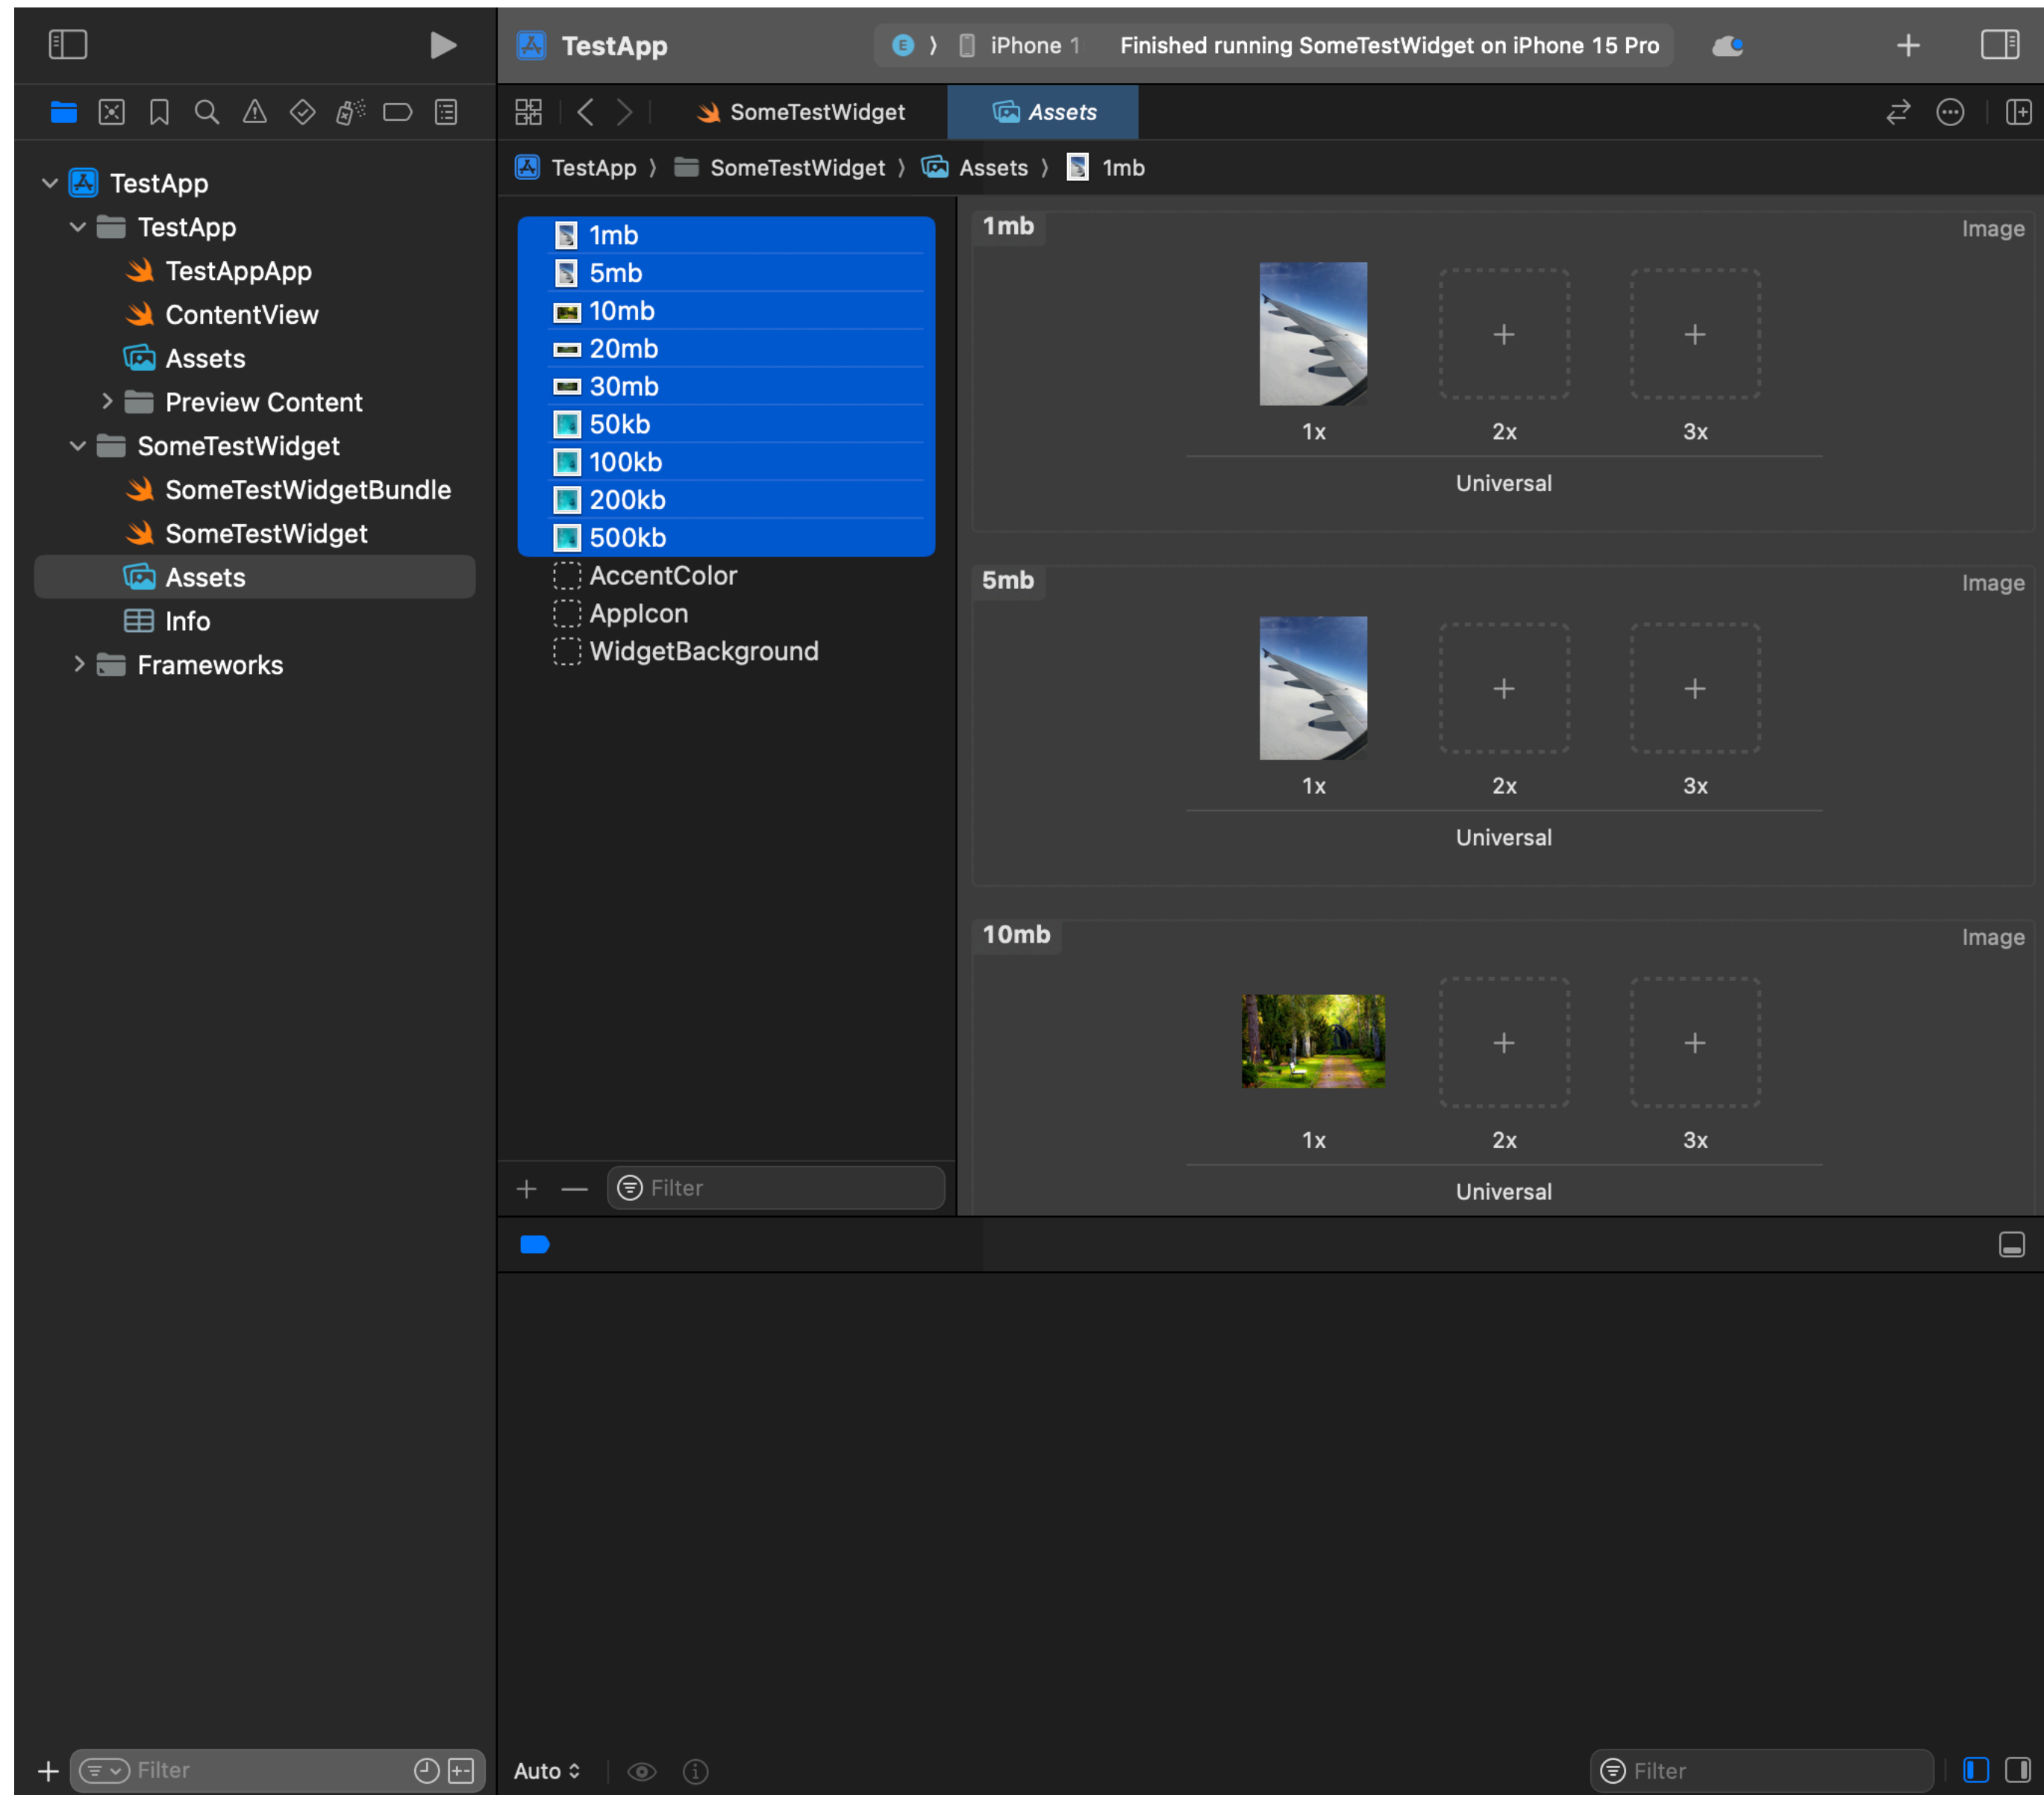 TestApp
E iPhone 1 Finished running SomeTestWidget on iPhone 15 Pro
SomeTestWidget
Assets
TestApp
TestApp
TestAppApp
ContentView
Assets
Preview Content
SomeTestWidget
SomeTestWidgetBundle
SomeTestWidget
Assets
Info
Frameworks
Filter
TestApp 〉 SomeTestWidget 〉 Assets 〉 1mb
1mb
5mb
10mb
20mb
30mb
50kb
100kb
200kb
500kb
AccentColor
AppIcon
WidgetBackground
Filter
1mb
Image
1x 2x 3x
Universal
5mb
Image
1x 2x 3x
Universal
10mb
Image
1x 2x 3x
Universal
Auto
Filter